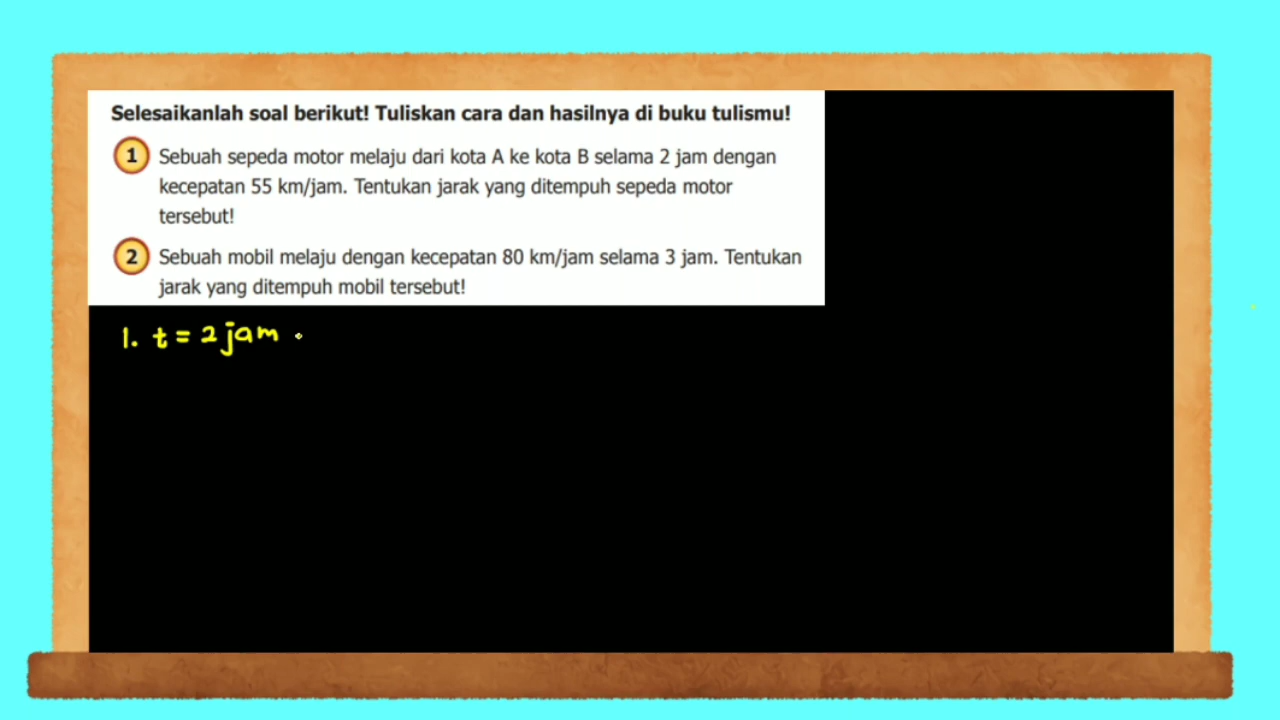 Selesaikanlah soal berikut! Tuliskan cara dan hasilnya di buku tulismu!
1 Sebuah sepeda motor melaju dari kota A ke kota B selama 2 jam dengan
kecepatan 55 km/jam. Tentukan jarak yang ditempuh sepeda motor
tersebut!
2 Sebuah mobil melaju dengan kecepatan 80 km/jam selama 3 jam. Tentukan
jarak yang ditempuh mobil tersebut!
1. t = 2 jam